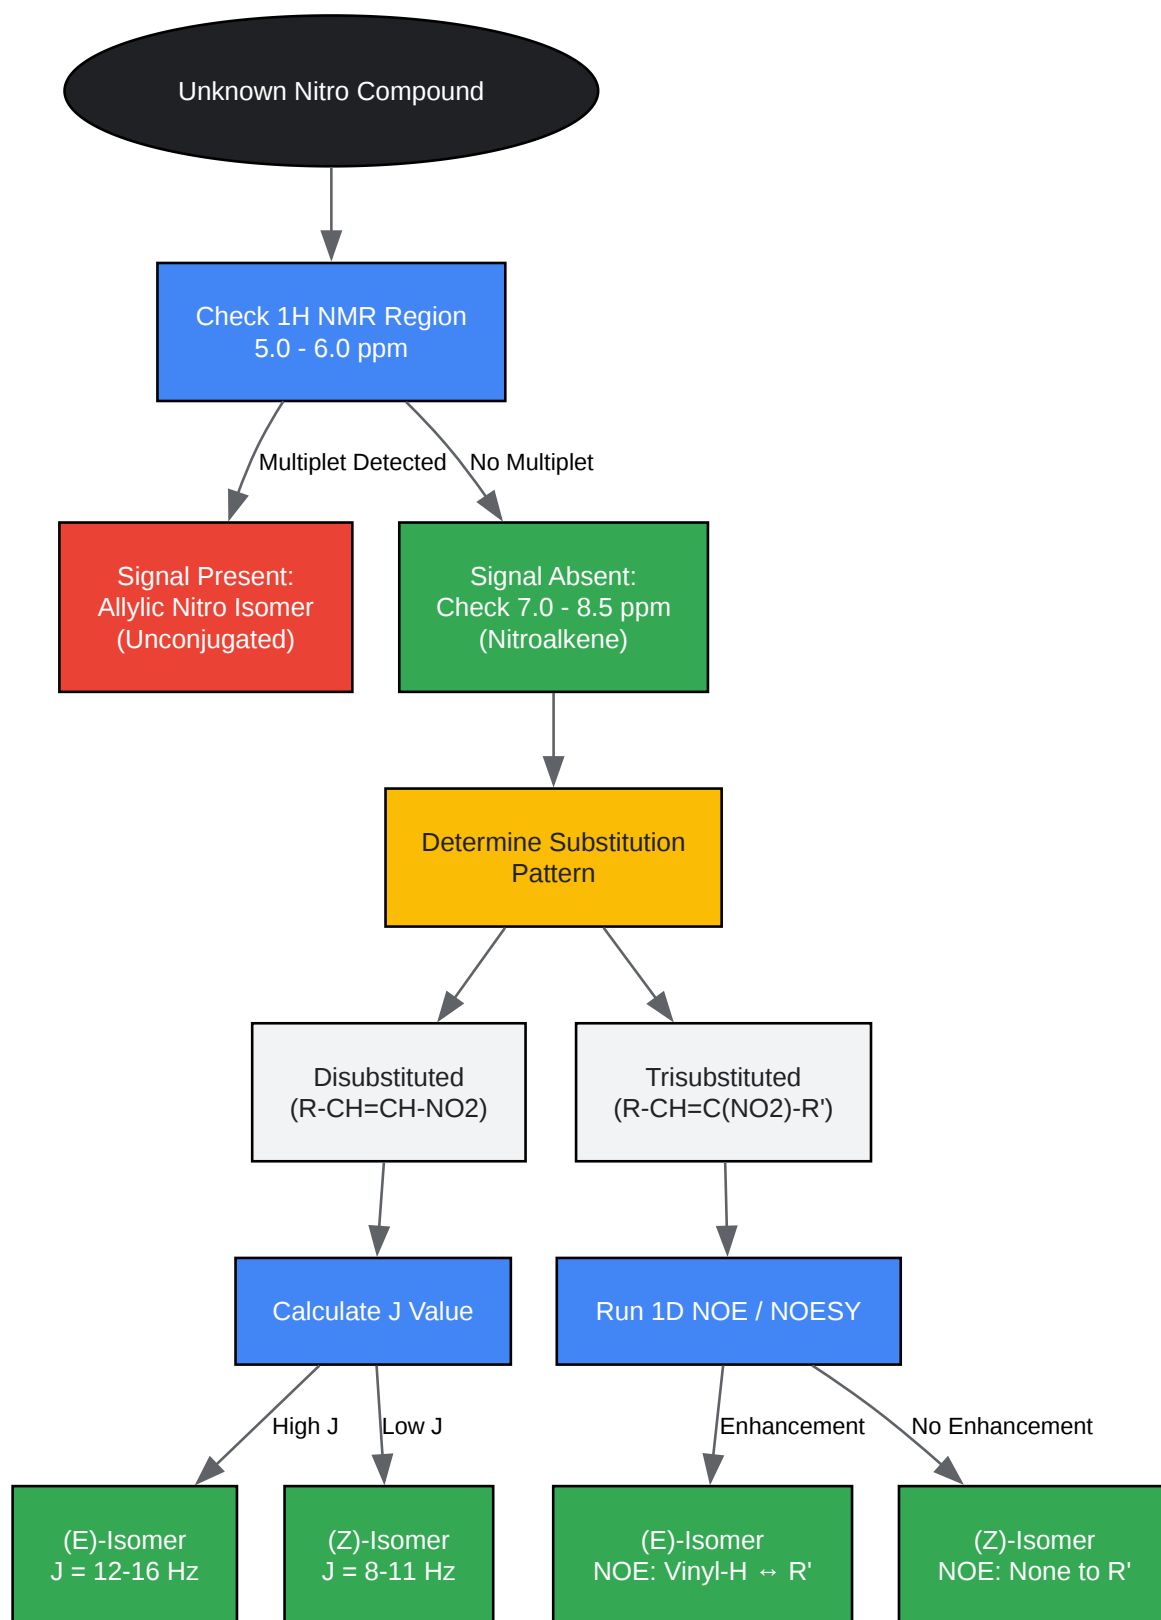 Unknown Nitro Compound
Check 1H NMR Region
5.0 - 6.0 ppm
Multiplet Detected
No Multiplet
Signal Present:
Allylic Nitro Isomer
(Unconjugated)
Signal Absent:
Check 7.0 - 8.5 ppm
(Nitroalkene)
Determine Substitution
Pattern
Disubstituted
(R-CH=CH-NO2)
Trisubstituted
(R-CH=C(NO2)-R')
Calculate J Value
Run 1D NOE / NOESY
High J
Low J
Enhancement
No Enhancement
(E)-Isomer
J = 12-16 Hz
(Z)-Isomer
J = 8-11 Hz
(E)-Isomer
NOE: Vinyl-H ↔ R'
(Z)-Isomer
NOE: None to R'